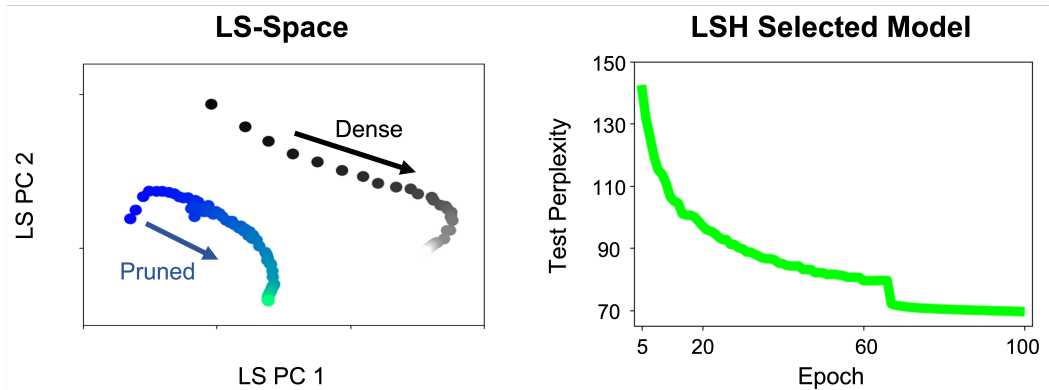 LS-Space
LS PC 2
Dense
Pruned
LS PC 1
LSH Selected Model
Test Perplexity
150
130
110
90
70
5
20
60
100
Epoch